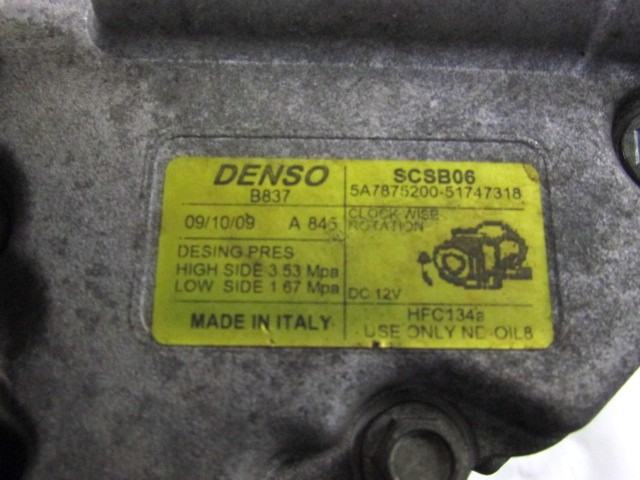 DENSO
B837
SCSB06
5A7875200-51747318
09/10/09 A 845
CLOCK WISE
ROTATION
DESING PRES
HIGH SIDE 3.53 Mpa
LOW SIDE 1.67 Mpa
DC 12V
MADE IN ITALY
HFC134a
USE ONLY ND-OIL8